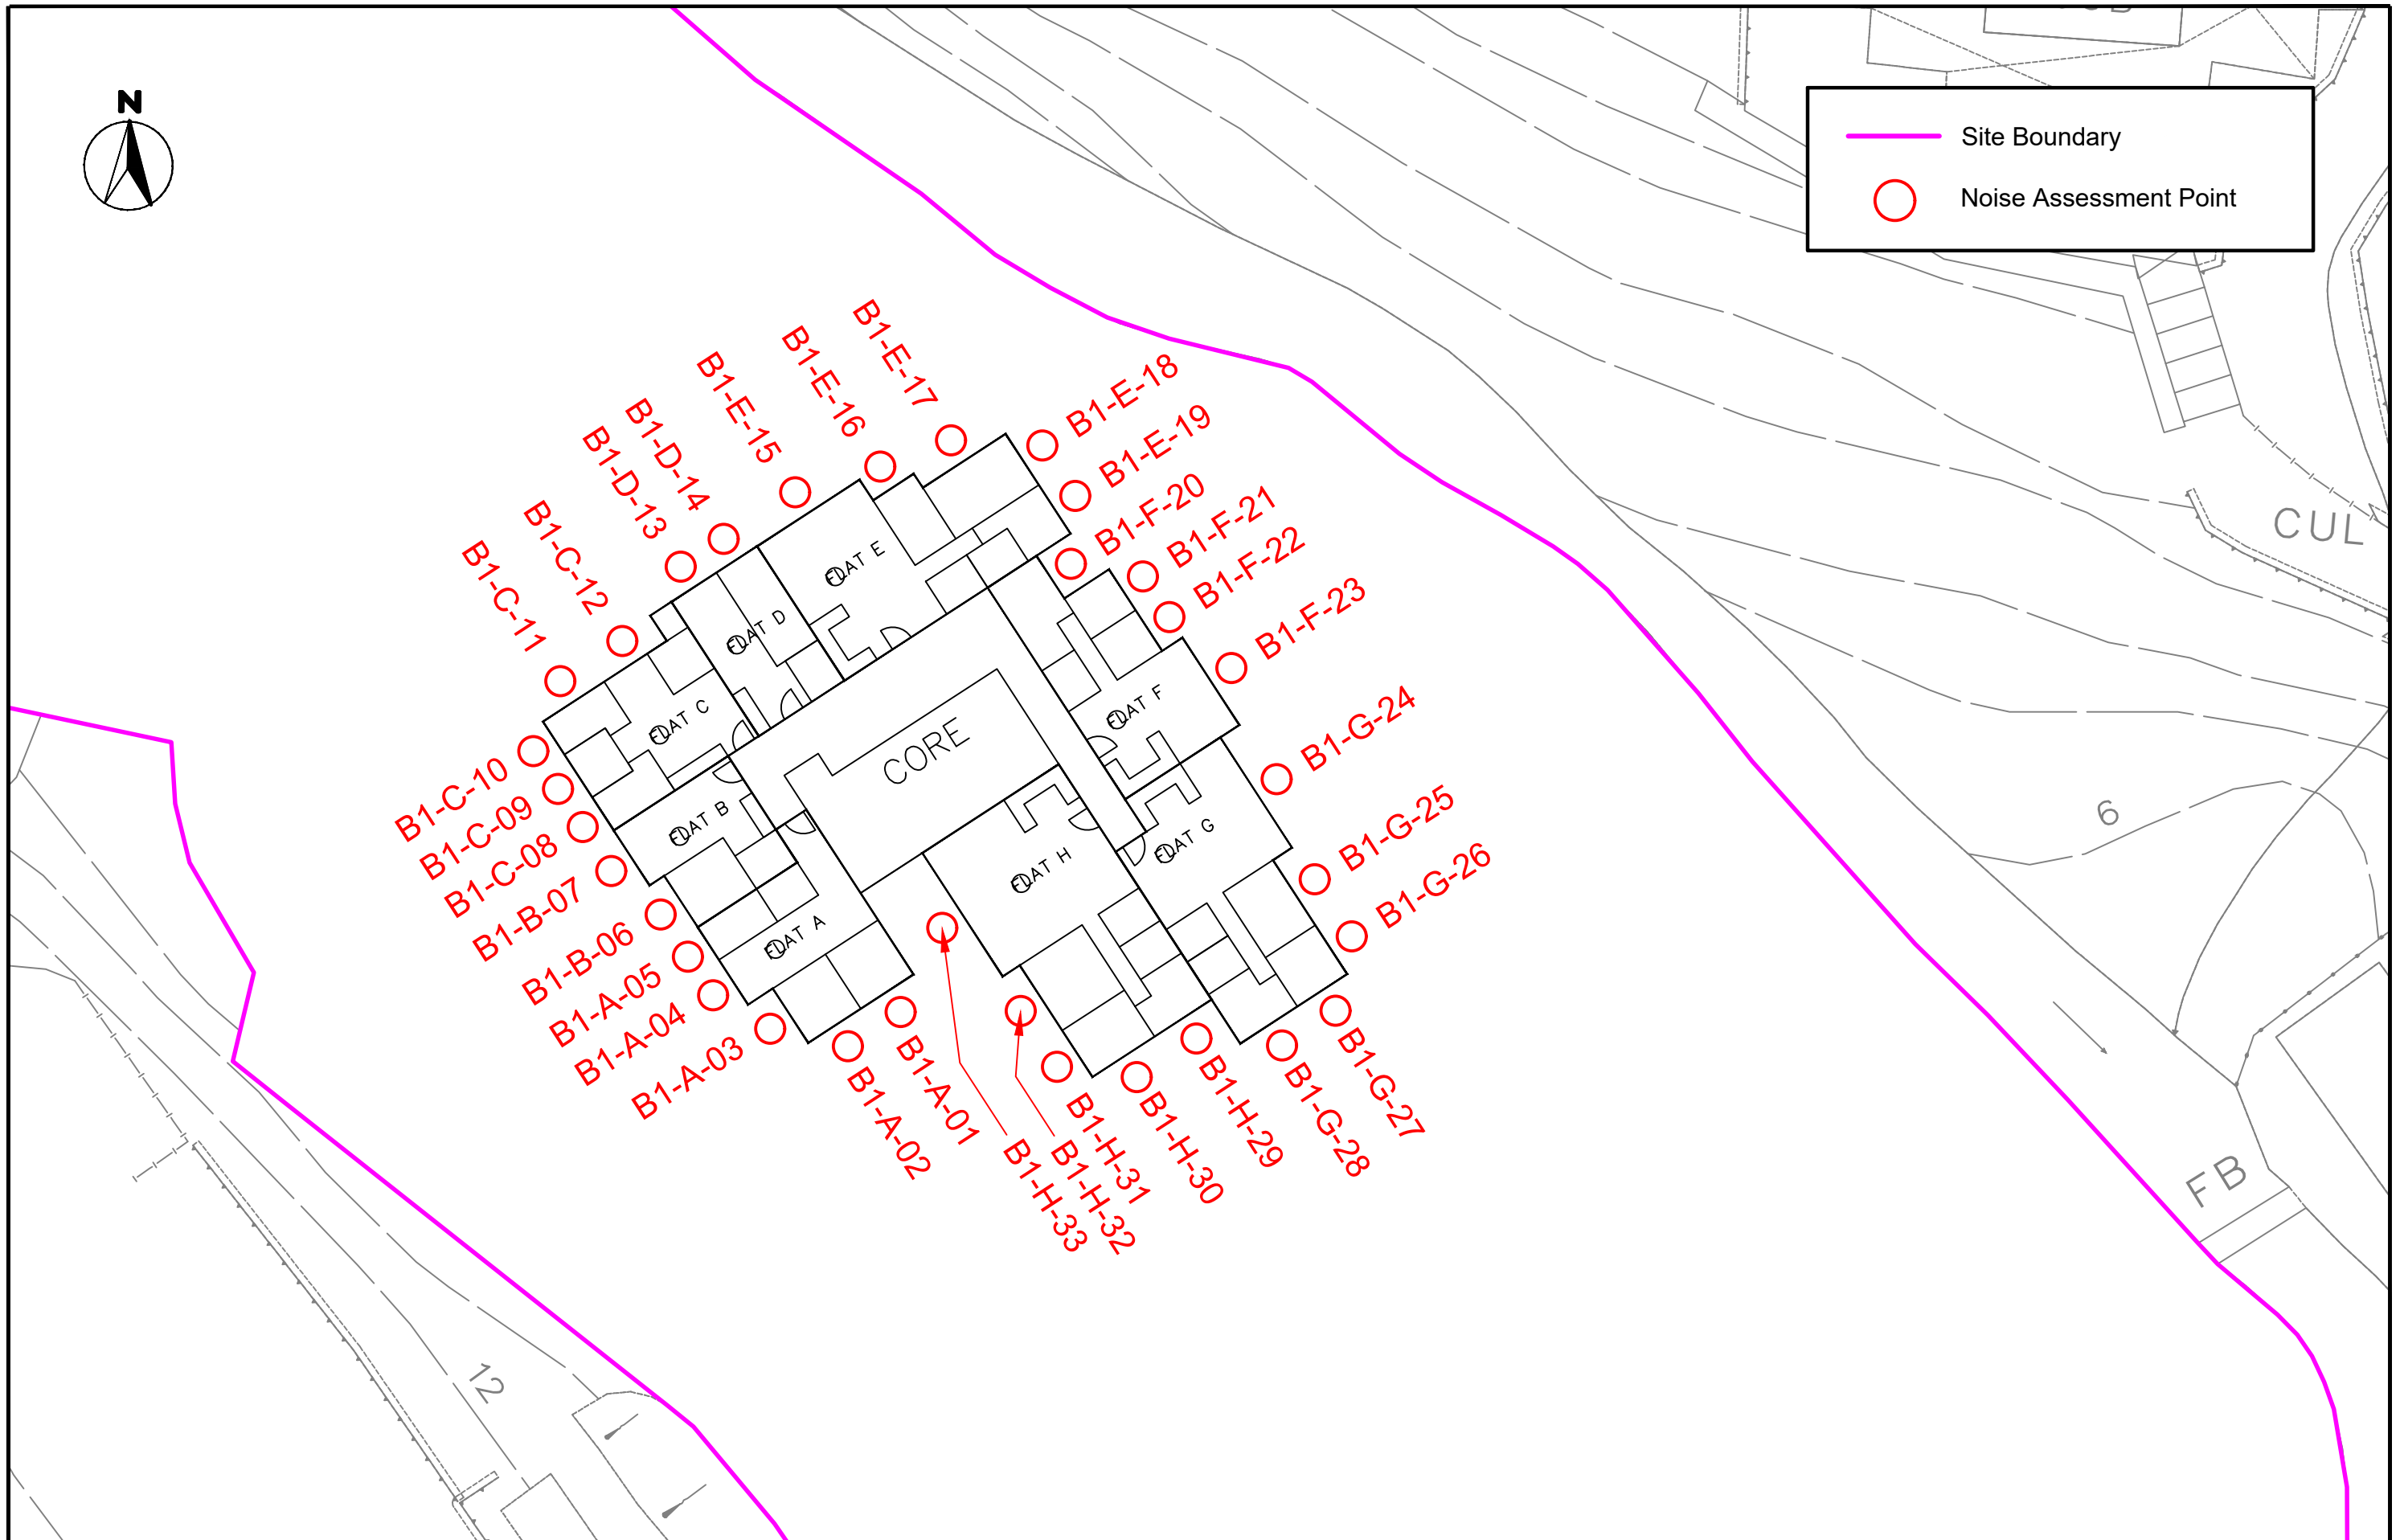 N
Site Boundary
Noise Assessment Point
B1-E-17
B1-E-16
B1-E-15
B1-D-14
B1-D-13
B1-C-12
B1-C-11
B1-E-18
B1-E-19
B1-F-20
B1-F-21
B1-F-22
B1-F-23
B1-G-24
B1-G-25
B1-G-26
CUL
6
FLAT E
FLAT D
FLAT C
FLAT B
FLAT A
CORE
FLAT F
FLAT G
FLAT H
B1-C-10
B1-C-09
B1-C-08
B1-B-07
B1-B-06
B1-A-05
B1-A-04
B1-A-03
B1-A-02
B1-A-01
B1-H-33
B1-H-32
B1-H-31
B1-H-30
B1-H-29
B1-G-28
B1-G-27
FB
12